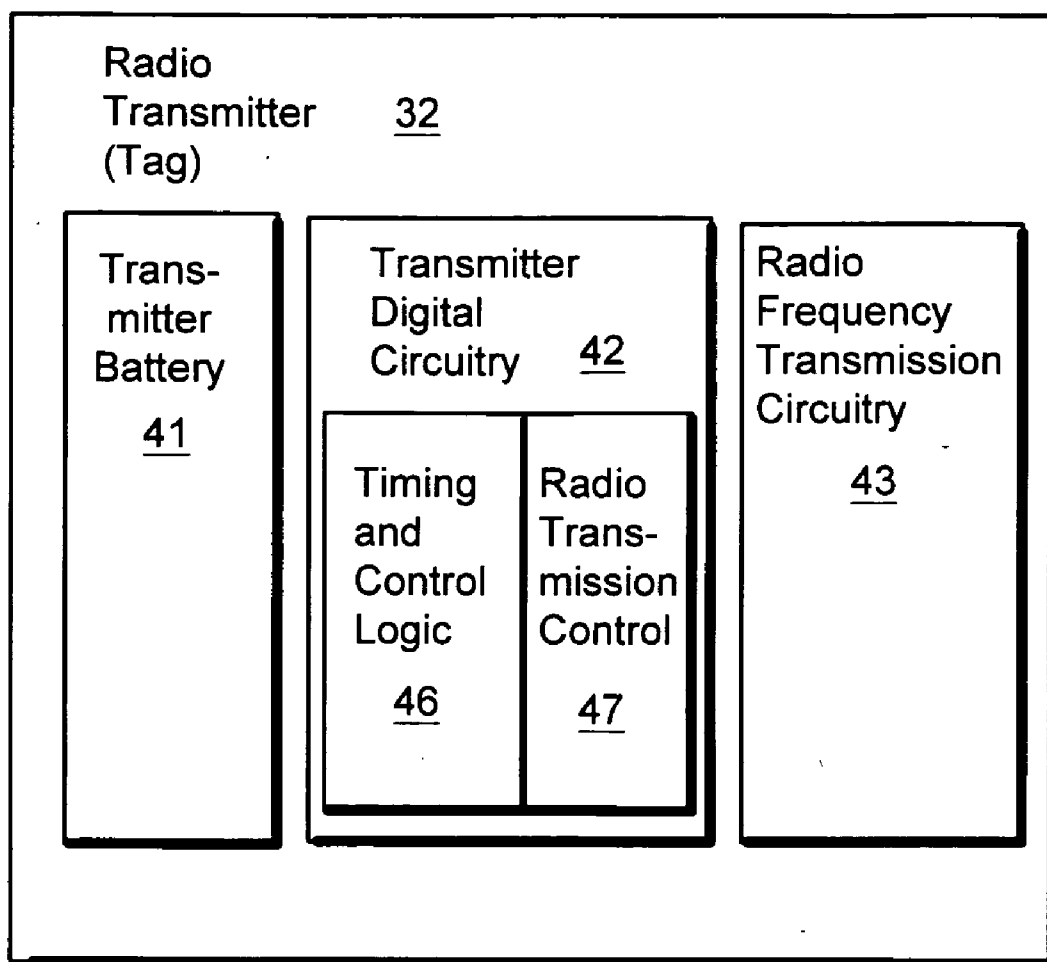 Radio
Transmitter
(Tag)
32
Trans-
mitter
Battery
41
Transmitter
Digital
Circuitry
42
Timing
and
Control
Logic
46
Radio
Trans-
mission
Control
47
Radio
Frequency
Transmission
Circuitry
43